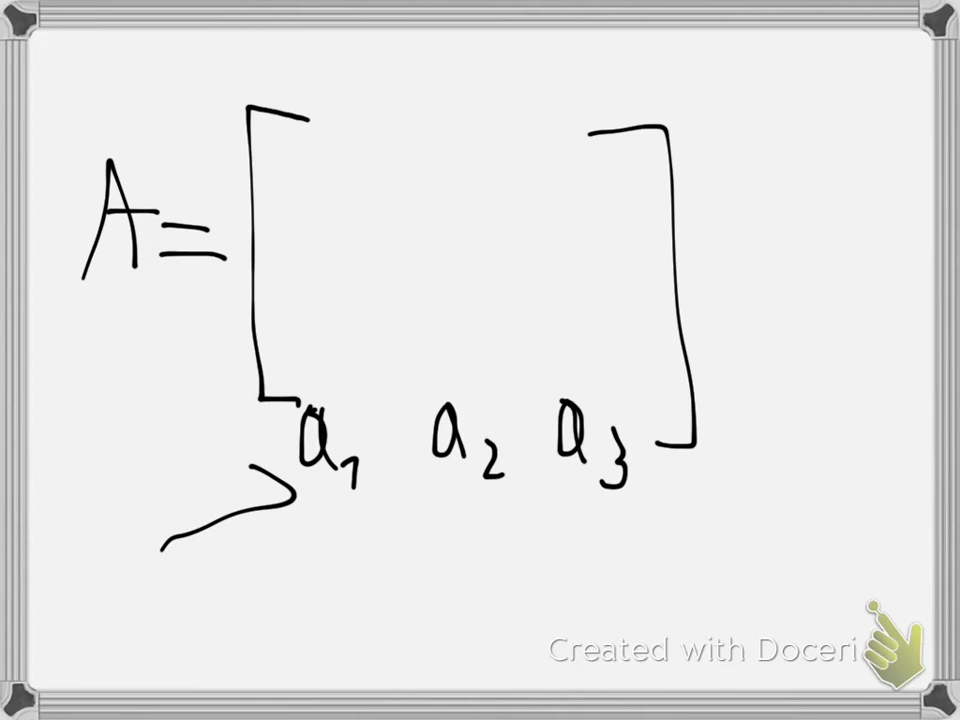 A = [ ]
a₁ a₂ a₃
Created with Doceri